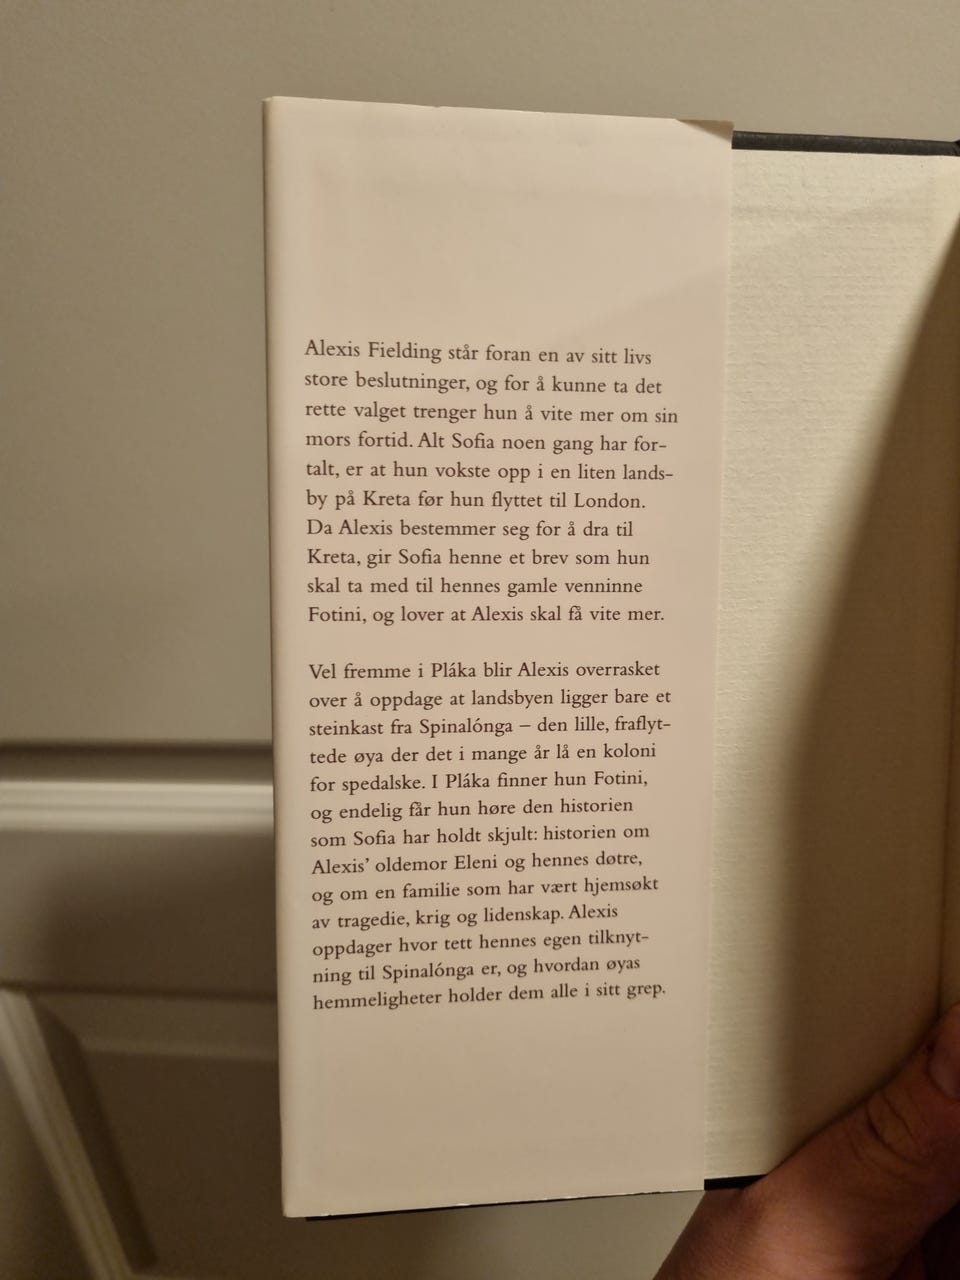 Alexis Fielding står foran en av sitt livs
store beslutninger, og for å kunne ta det
rette valget trenger hun å vite mer om sin
mors fortid. Alt Sofia noen gang har for-
talt, er at hun vokste opp i en liten lands-
by på Kreta før hun flyttet til London.
Da Alexis bestemmer seg for å dra til
Kreta, gir Sofia henne et brev som hun
skal ta med til hennes gamle venninne
Fotini, og lover at Alexis skal få vite mer.
Vel fremme i Pláka blir Alexis overrasket
over å oppdage at landsbyen ligger bare et
steinkast fra Spinalónga – den lille, fraflyt-
tede øya der det i mange år lå en koloni
for spedalske. I Pláka finner hun Fotini,
og endelig får hun høre den historien
som Sofia har holdt skjult: historien om
Alexis’ oldemor Eleni og hennes døtre,
og om en familie som har vært hjemsøkt
av tragedie, krig og lidenskap. Alexis
oppdager hvor tett hennes egen tilknyt-
ning til Spinalónga er, og hvordan øyas
hemmeligheter holder dem alle i sitt grep.